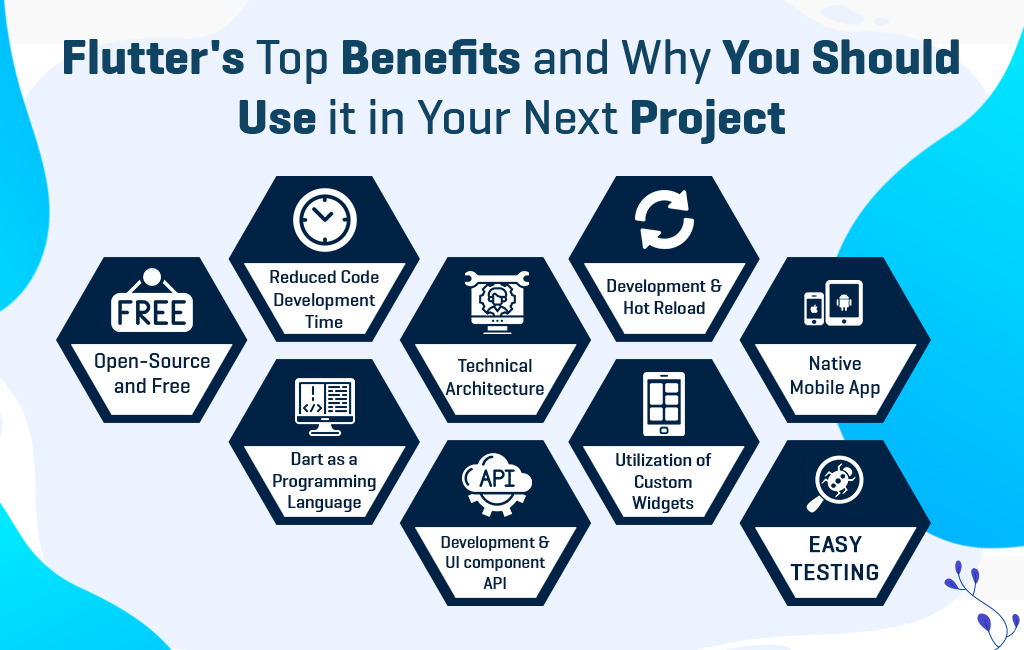 Flutter's Top Benefits and Why You Should
Use it in Your Next Project
FREE
Open-Source
and Free
Reduced Code
Development
Time
Dart as a
Programming
Language
Technical
Architecture
API
Development &
UI component
API
Development &
Hot Reload
Utilization of
Custom
Widgets
Native
Mobile App
EASY
TESTING